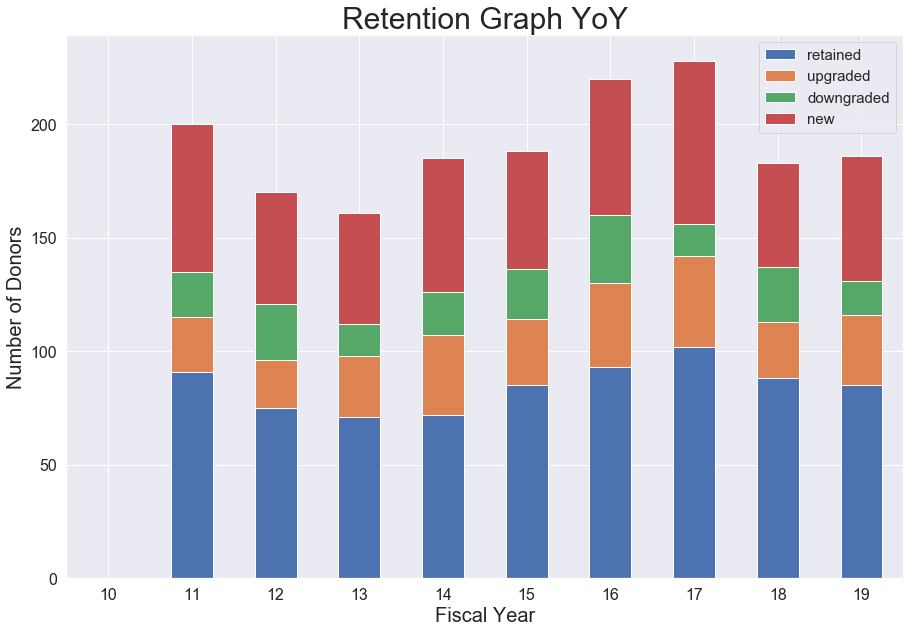 Retention Graph YoY
retained
upgraded
downgraded
new
Number of Donors
200
150
100
50
0
10 11 12 13 14 15 16 17 18 19
Fiscal Year